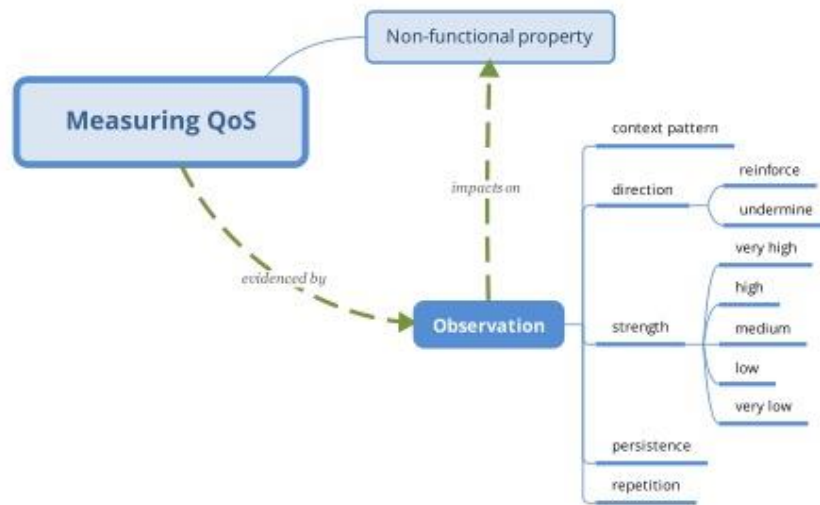 Non-functional property
Measuring QoS
context pattern
reinforce
direction
impacts on
undermine
very high
evidenced by
high
Observation
strength
medium
low
very low
persistence
repetition